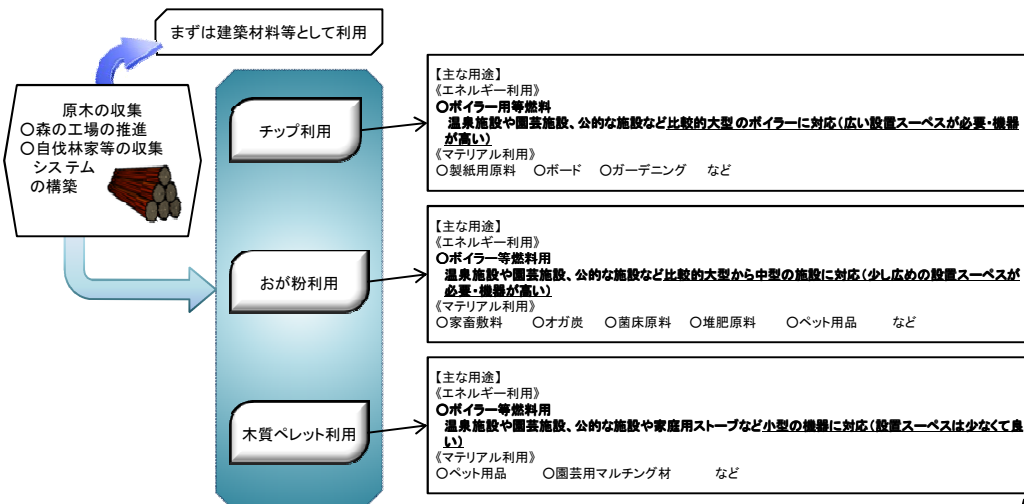 まずは建築材料等として利用
原木の収集
○森の工場の推進
○自伐林家等の収集
システム
の構築
チップ利用
【主な用途】
《エネルギー利用》
○ボイラー用等燃料
温泉施設や園芸施設、公的な施設など比較的大型のボイラーに対応（広い設置スーペスが必要・機器
が高い）
《マテリアル利用》
○製紙用原料 ○ボード ○ガーデニング など
おが粉利用
【主な用途】
《エネルギー利用》
○ボイラー等燃料用
温泉施設や園芸施設、公的な施設など比較的大型から中型の施設に対応（少し広めの設置スーペスが
必要・機器が高い）
《マテリアル利用》
○家畜敷料 ○オガ炭 ○菌床原料 ○堆肥原料 ○ペット用品 など
木質ペレット利用
【主な用途】
《エネルギー利用》
○ボイラー等燃料用
温泉施設や園芸施設、公的な施設や家庭用ストーブなど小型の機器に対応（設置スーペスは少なくて良
い）
《マテリアル利用》
○ペット用品 ○園芸用マルチング材 など